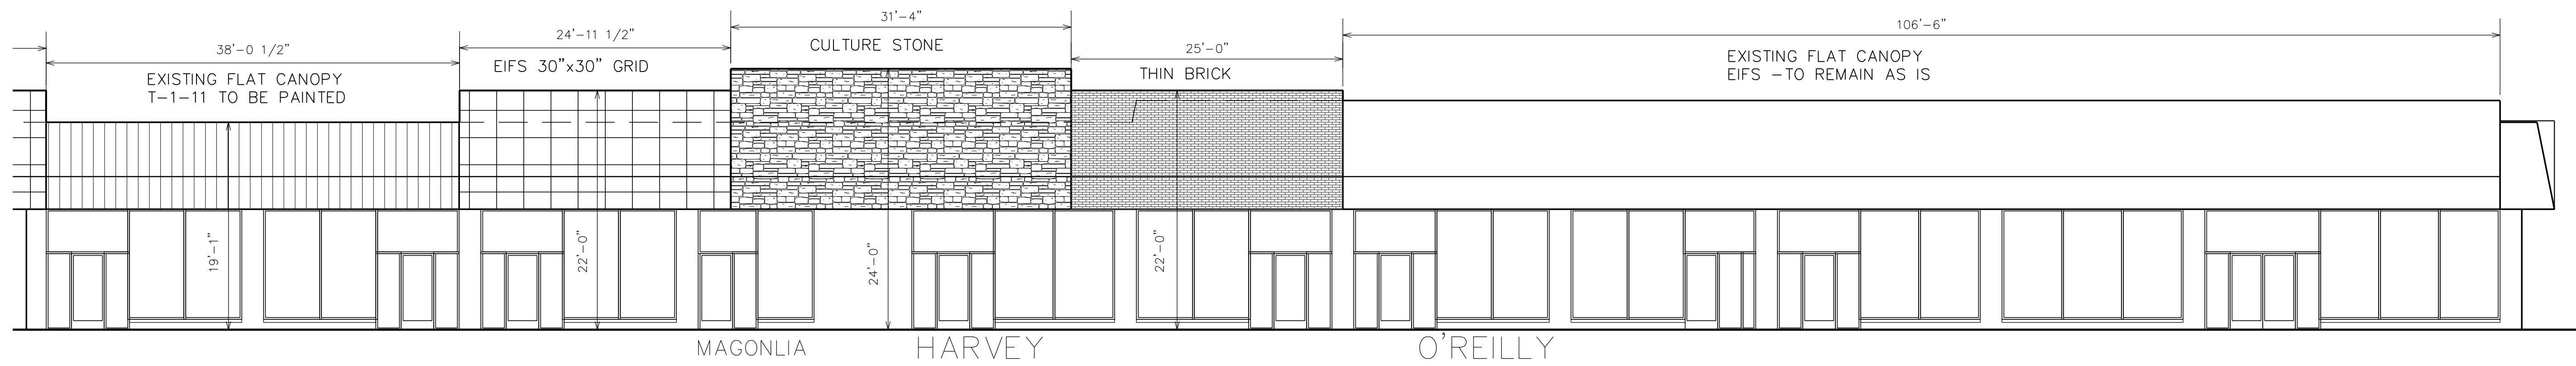 38'-0 1/2"
EXISTING FLAT CANOPY
T-1-11 TO BE PAINTED
24'-11 1/2"
EIFS 30"x30" GRID
31'-4"
CULTURE STONE
25'-0"
THIN BRICK
106'-6"
EXISTING FLAT CANOPY
EIFS -TO REMAIN AS IS
19'-1"
22'-0"
24'-0"
22'-0"
MAGONLIA
HARVEY
O'REILLY